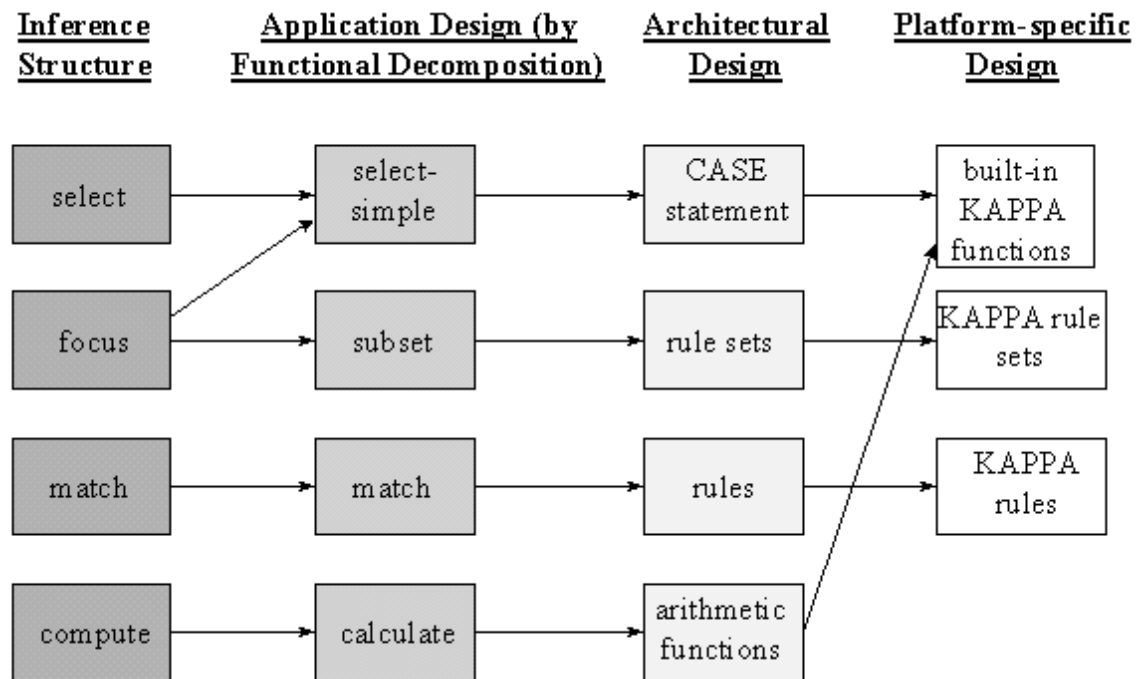 Inference
Structure
Application Design (by
Functional Decomposition)
Architectural
Design
Platform-specific
Design
select
select-
simple
CASE
statement
built-in
KAPPA
functions
focus
subset
rule sets
KAPPA rule
sets
match
match
rules
KAPPA
rules
compute
calculate
arithmetic
functions